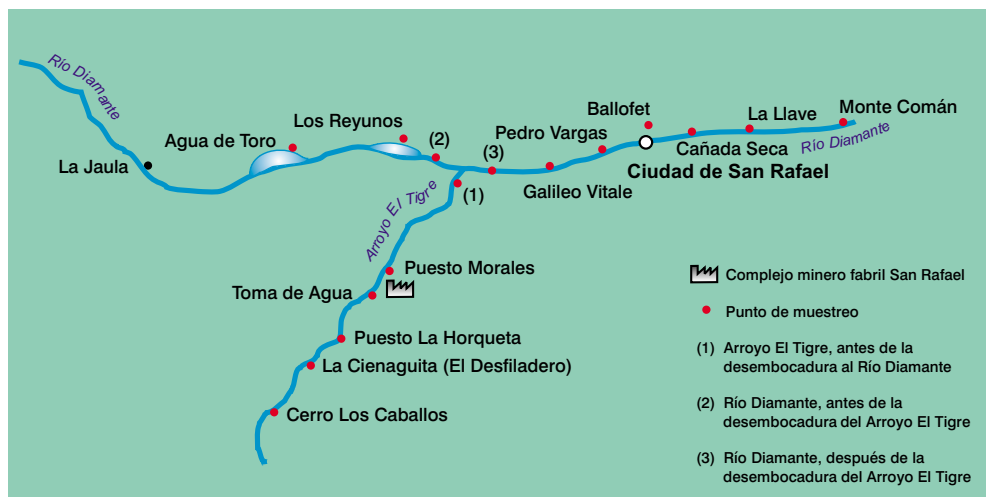 Río Diamante
La Jaula
Agua de Toro
Los Reyunos
(2)
(3)
(1)
Arroyo El Tigre
Galileo Vitale
Pedro Vargas
Ballofet
Ciudad de San Rafael
Cañada Seca
La Llave
Monte Comán
Río Diamante
Puesto Morales
Toma de Agua
Puesto La Horqueta
La Cienaguita (El Desfiladero)
Cerro Los Caballos
Complejo minero fabril San Rafael
Punto de muestreo
(1) Arroyo El Tigre, antes de la
desembocadura al Río Diamante
(2) Río Diamante, antes de la
desembocadura del Arroyo El Tigre
(3) Río Diamante, después de la
desembocadura del Arroyo El Tigre